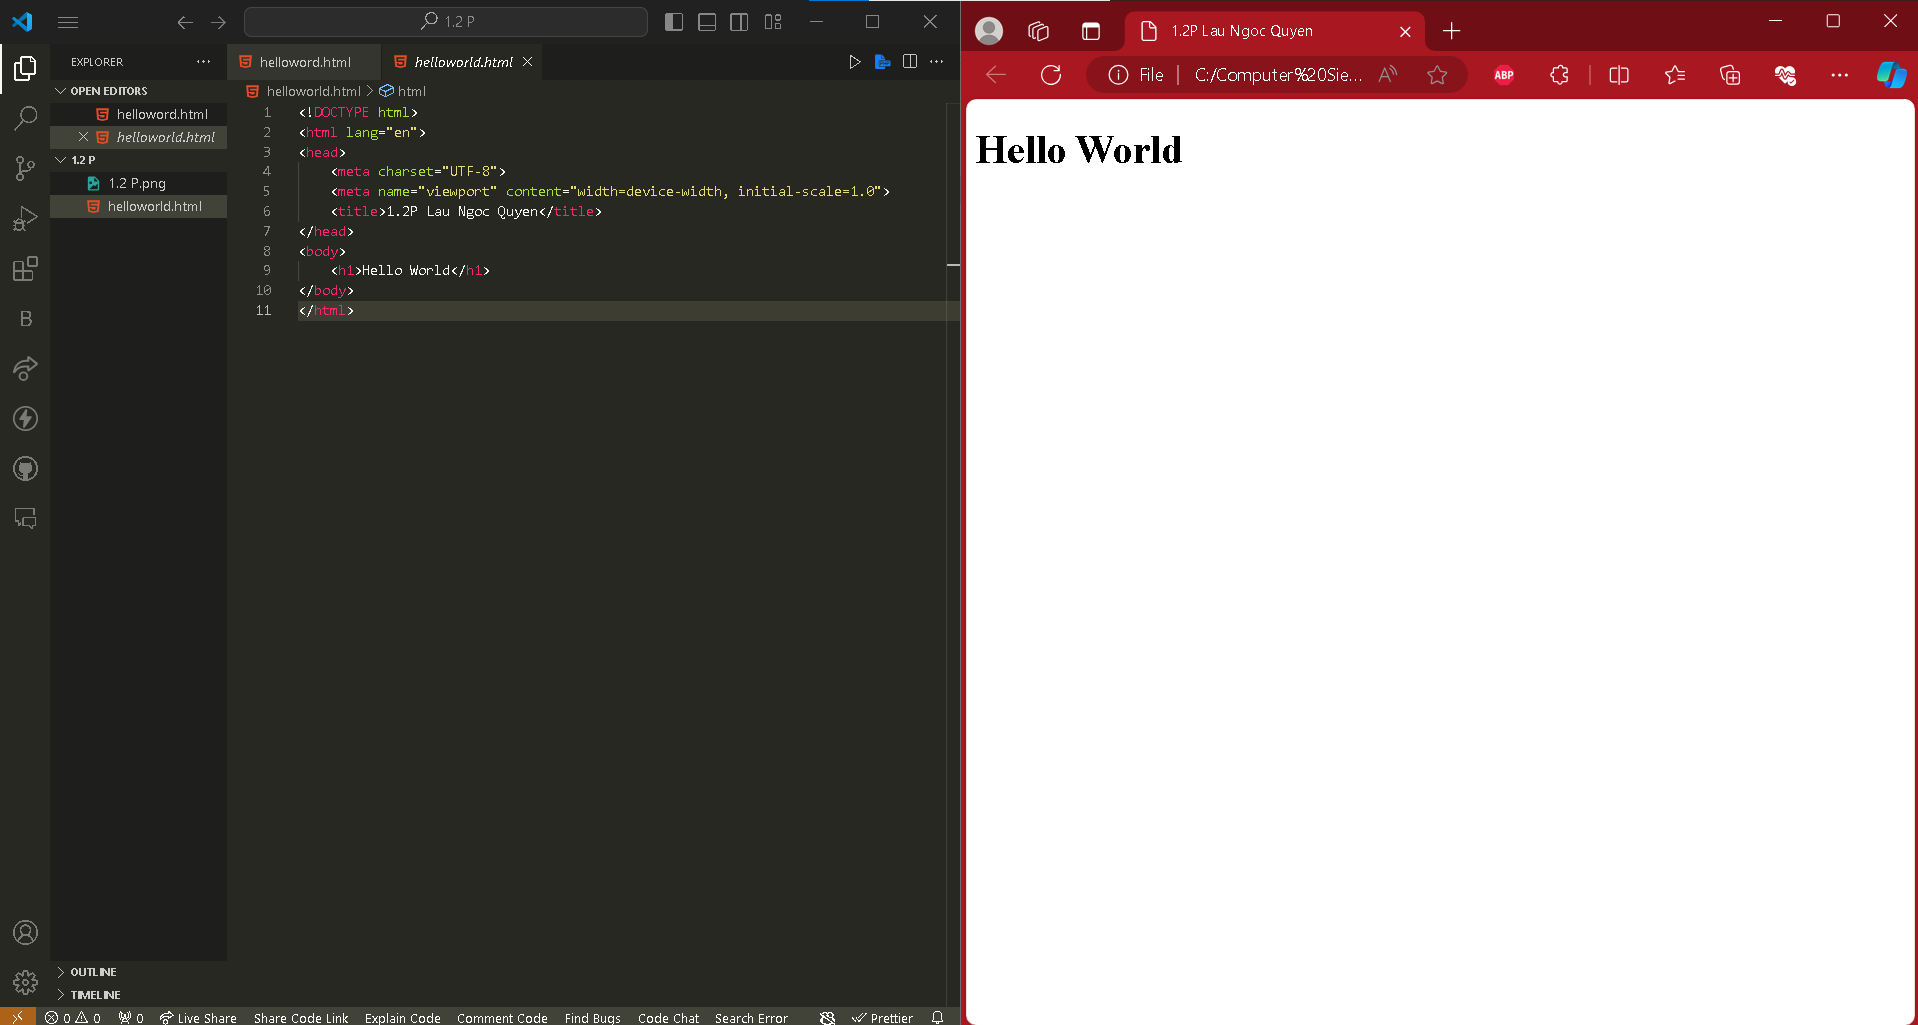 1.2 P
EXPLORER
OPEN EDITORS
helloword.html
helloworld.html
1.2 P
1.2 P.png
helloworld.html
OUTLINE
TIMELINE
helloword.html
helloworld.html
helloworld.html > html
1 <!DOCTYPE html>
2 <html lang="en">
3 <head>
4 <meta charset="UTF-8">
5 <meta name="viewport" content="width=device-width, initial-scale=1.0">
6 <title>1.2P Lau Ngoc Quyen</title>
7 </head>
8 <body>
9 <h1>Hello World</h1>
10 </body>
11 </html>
B
0 0 0 Live Share Share Code Link Explain Code Comment Code Find Bugs Code Chat Search Error Prettier
1.2P Lau Ngoc Quyen
File C:/Computer%20Sie...
ABP
Hello World